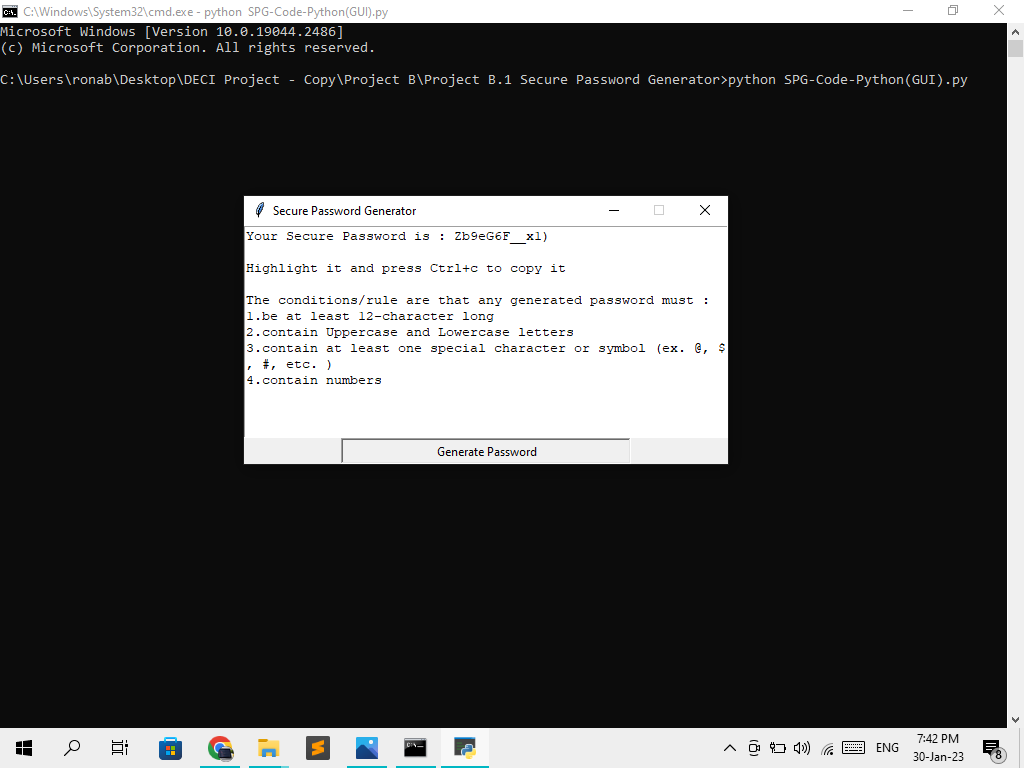 C:\Windows\System32\cmd.exe - python SPG-Code-Python(GUI).py
Microsoft Windows [Version 10.0.19044.2486]
(c) Microsoft Corporation. All rights reserved.
C:\Users\ronab\Desktop\DECI Project - Copy\Project B\Project B.1 Secure Password Generator>python SPG-Code-Python(GUI).py
Secure Password Generator
Your Secure Password is : Zb9eG6F__xl)
Highlight it and press Ctrl+c to copy it
The conditions/rule are that any generated password must :
1.be at least 12-character long
2.contain Uppercase and Lowercase letters
3.contain at least one special character or symbol (ex. @, $
, #, etc. )
4.contain numbers
Generate Password
ENG
7:42 PM
30-Jan-23
8